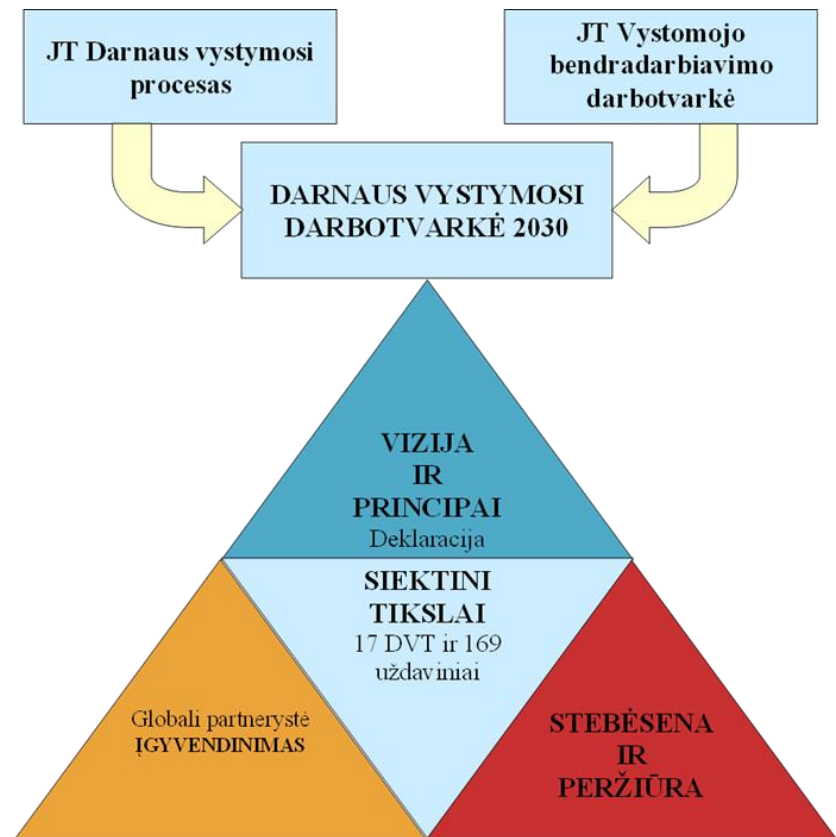 JT Darnaus vystymosi
procesas
JT Vystomojo
bendradarbiavimo
darbotvarkė
DARNAUS VYSTYMOSI
DARBOTVARKĖ 2030
VIZIJA
IR
PRINCIPAI
Deklaracija
SIEKTINI
TIKSLAI
17 DVT ir 169
uždaviniai
Globali partnerystė
ĮGYVENDINIMAS
STEBĖSENA
IR
PERŽIŪRA